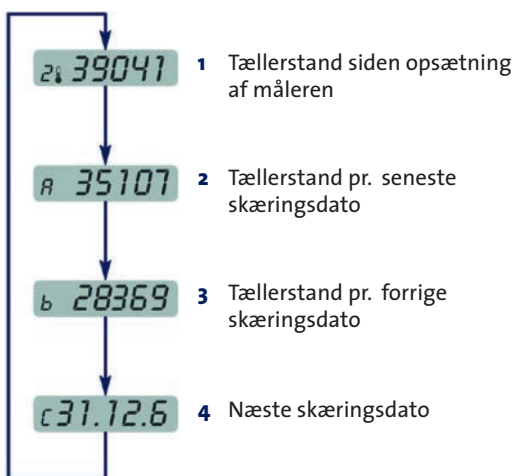 2 39041
1 Tællerstand siden opsætning
af måleren
A 35107
2 Tællerstand pr. seneste
skæringsdato
b 28369
3 Tællerstand pr. forrige
skæringsdato
c31.12.6
4 Næste skæringsdato